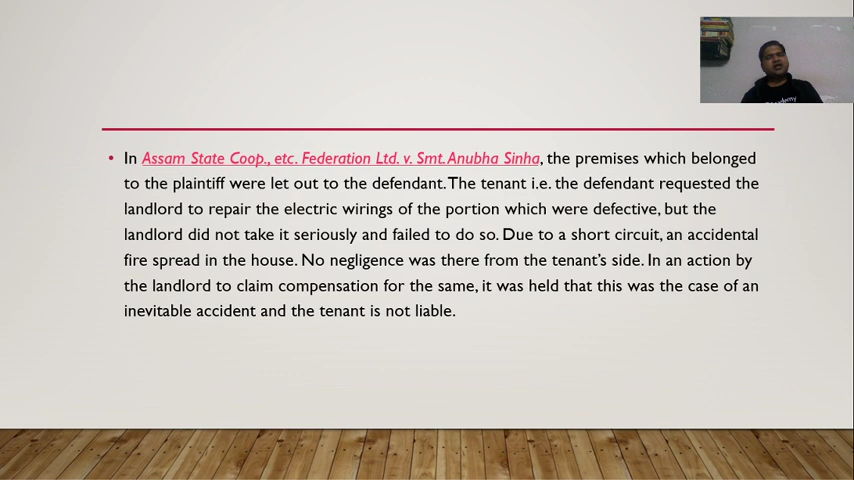 • In Assam State Coop., etc. Federation Ltd. v. Smt. Anubha Sinha, the premises which belonged
to the plaintiff were let out to the defendant. The tenant i.e. the defendant requested the
landlord to repair the electric wirings of the portion which were defective, but the
landlord did not take it seriously and failed to do so. Due to a short circuit, an accidental
fire spread in the house. No negligence was there from the tenant's side. In an action by
the landlord to claim compensation for the same, it was held that this was the case of an
inevitable accident and the tenant is not liable.